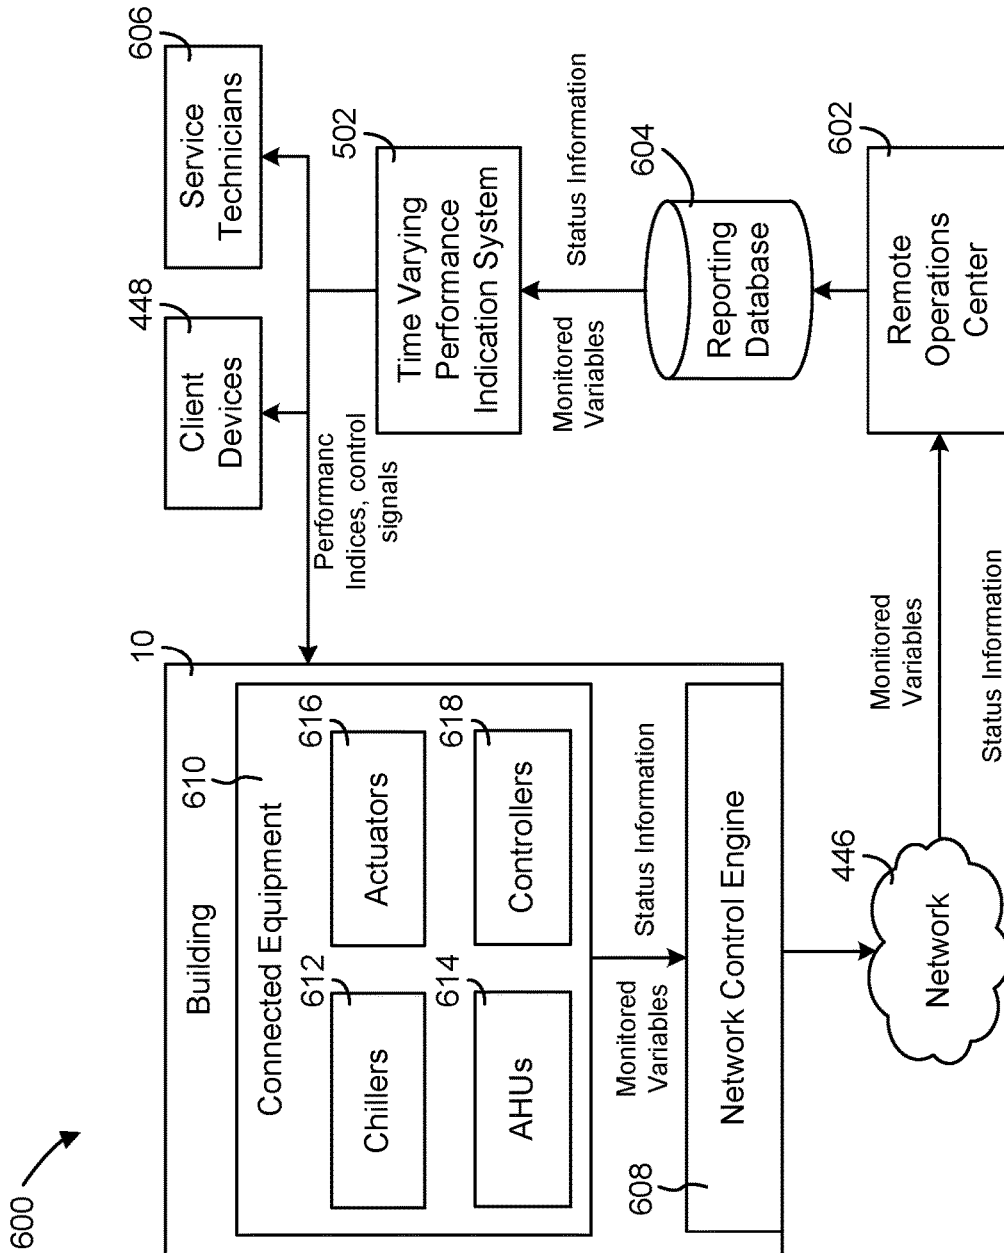 600
Building
10
Connected Equipment
610
Chillers
612
Actuators
616
AHUs
614
Controllers
618
Monitored
Variables
Status Information
Network Control Engine
608
Network
446
Monitored
Variables
Status Information
Client
Devices
448
Service
Technicians
606
Performanc
Indices, control
signals
Time Varying
Performance
Indication System
502
Monitored
Variables
Status Information
Reporting
Database
604
Remote
Operations
Center
602